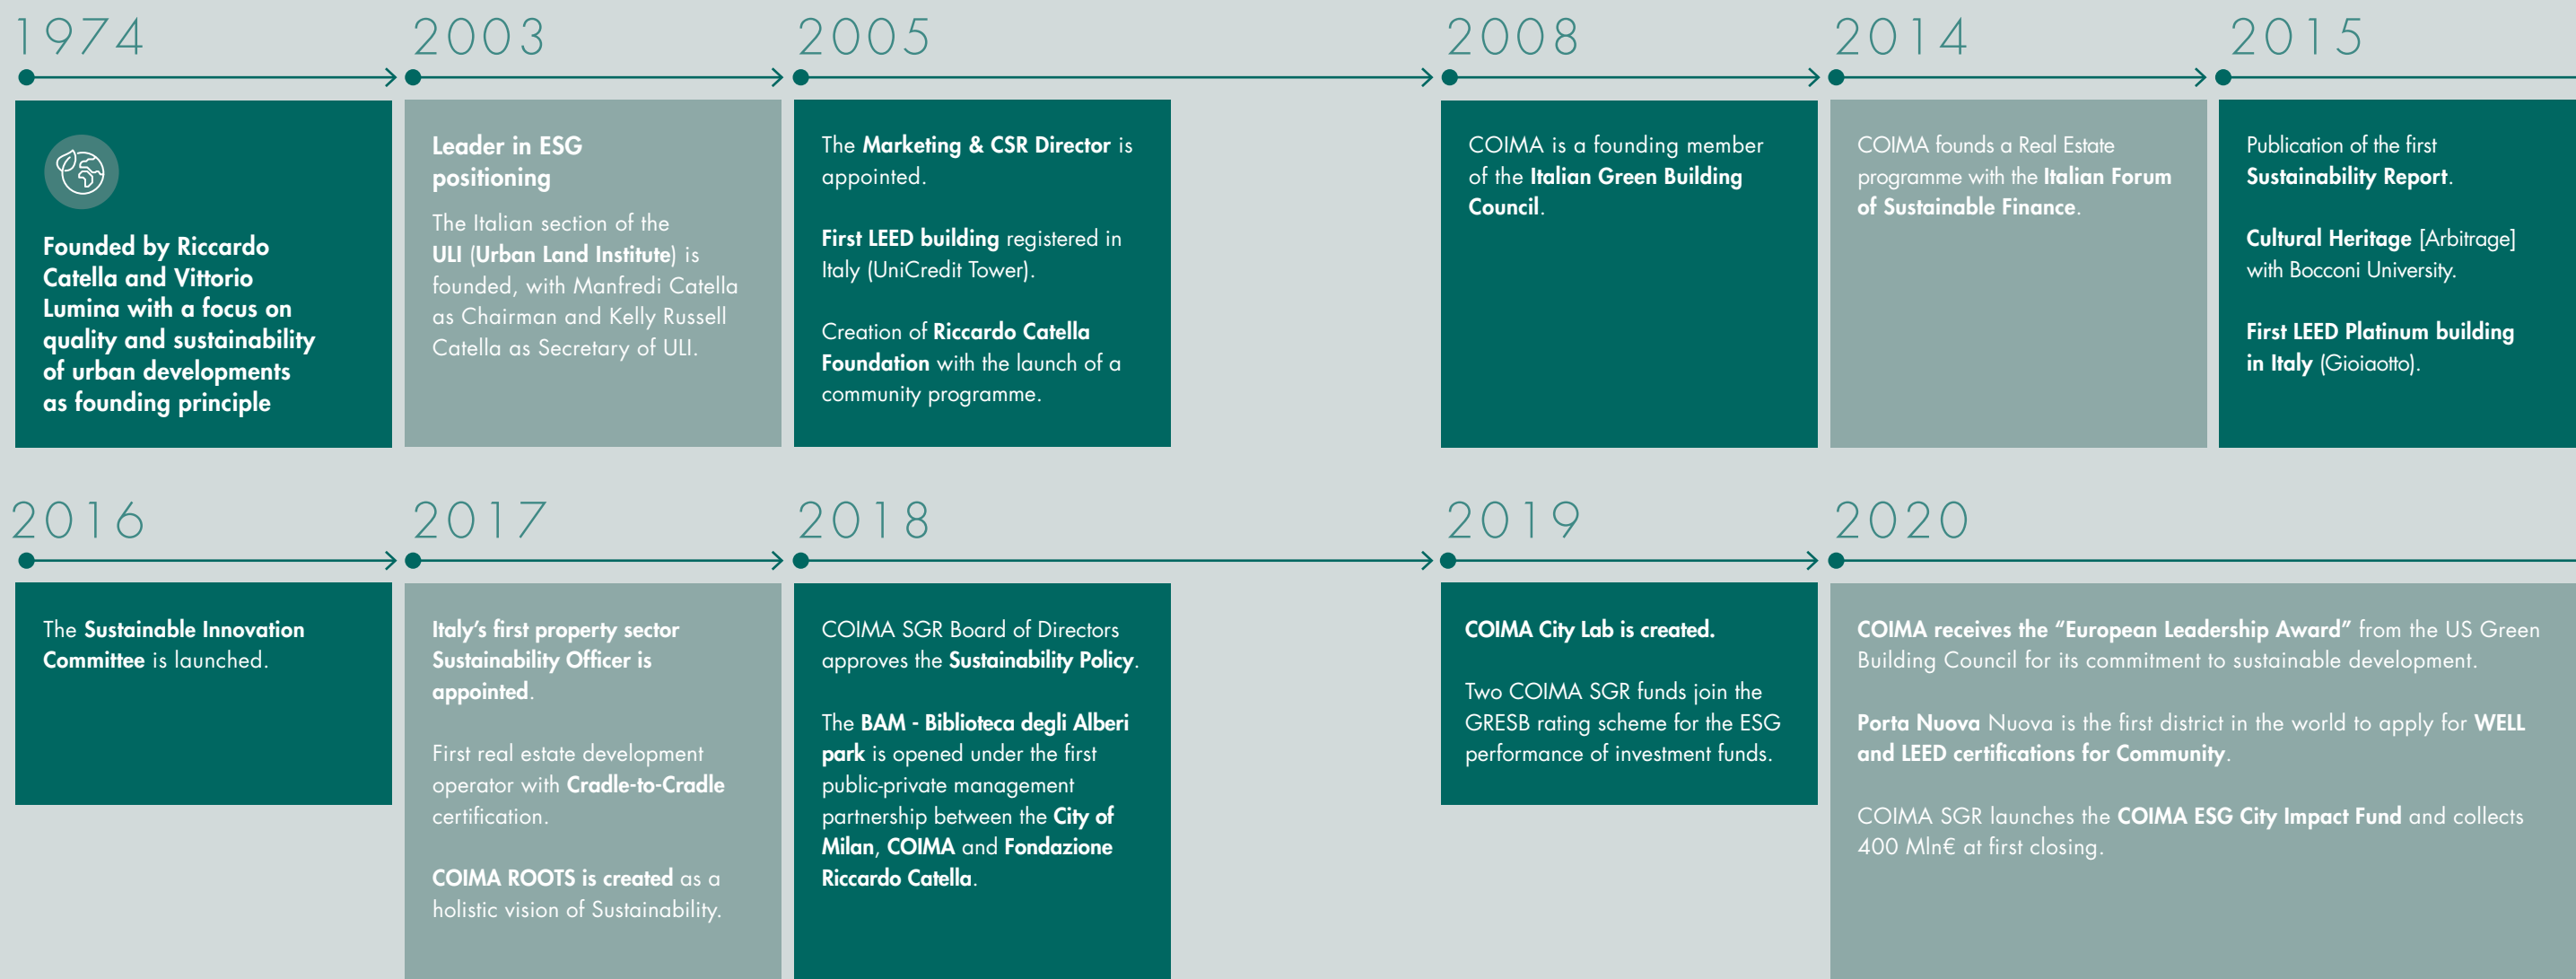 1974
Founded by Riccardo
Catella and Vittorio
Lumina with a focus on
quality and sustainability
of urban developments
as founding principle
2003
Leader in ESG
positioning
The Italian section of the
ULI (Urban Land Institute) is
founded, with Manfredi Catella
as Chairman and Kelly Russell
Catella as Secretary of ULI.
2005
The Marketing & CSR Director is
appointed.
First LEED building registered in
Italy (UniCredit Tower).
Creation of Riccardo Catella
Foundation with the launch of a
community programme.
2008
COIMA is a founding member
of the Italian Green Building
Council.
2014
COIMA founds a Real Estate
programme with the Italian Forum
of Sustainable Finance.
2015
Publication of the first
Sustainability Report.
Cultural Heritage [Arbitrage]
with Bocconi University.
First LEED Platinum building
in Italy (Gioiaotto).
2016
The Sustainable Innovation
Committee is launched.
2017
Italy’s first property sector
Sustainability Officer is
appointed.
First real estate development
operator with Cradle-to-Cradle
certification.
COIMA ROOTS is created as a
holistic vision of Sustainability.
2018
COIMA SGR Board of Directors
approves the Sustainability Policy.
The BAM - Biblioteca degli Alberi
park is opened under the first
public-private management
partnership between the City of
Milan, COIMA and Fondazione
Riccardo Catella.
2019
COIMA City Lab is created.
Two COIMA SGR funds join the
GRESB rating scheme for the ESG
performance of investment funds.
2020
COIMA receives the “European Leadership Award” from the US Green
Building Council for its commitment to sustainable development.
Porta Nuova Nuova is the first district in the world to apply for WELL
and LEED certifications for Community.
COIMA SGR launches the COIMA ESG City Impact Fund and collects
400 Mln€ at first closing.